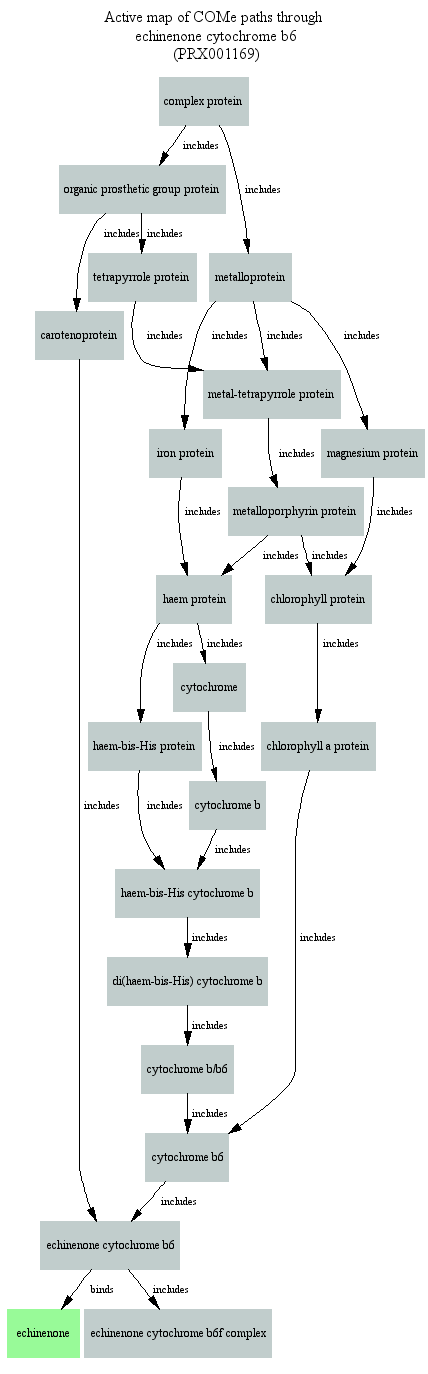 Active map of COMe paths through
echinenone cytochrome b6
(PRX001169)
complex protein
includes
organic prosthetic group protein
includes
includes
includes
tetrapyrrole protein
metalloprotein
carotenoprotein
includes
includes
includes
includes
metal-tetrapyrrole protein
iron protein
includes
magnesium protein
metalloporphyrin protein
includes
includes
includes
includes
haem protein
chlorophyll protein
includes
includes
includes
cytochrome
haem-bis-His protein
includes
chlorophyll a protein
includes
includes
cytochrome b
includes
haem-bis-His cytochrome b
includes
includes
di(haem-bis-His) cytochrome b
includes
cytochrome b/b6
includes
cytochrome b6
includes
echinenone cytochrome b6
binds
includes
echinenone
echinenone cytochrome b6f complex